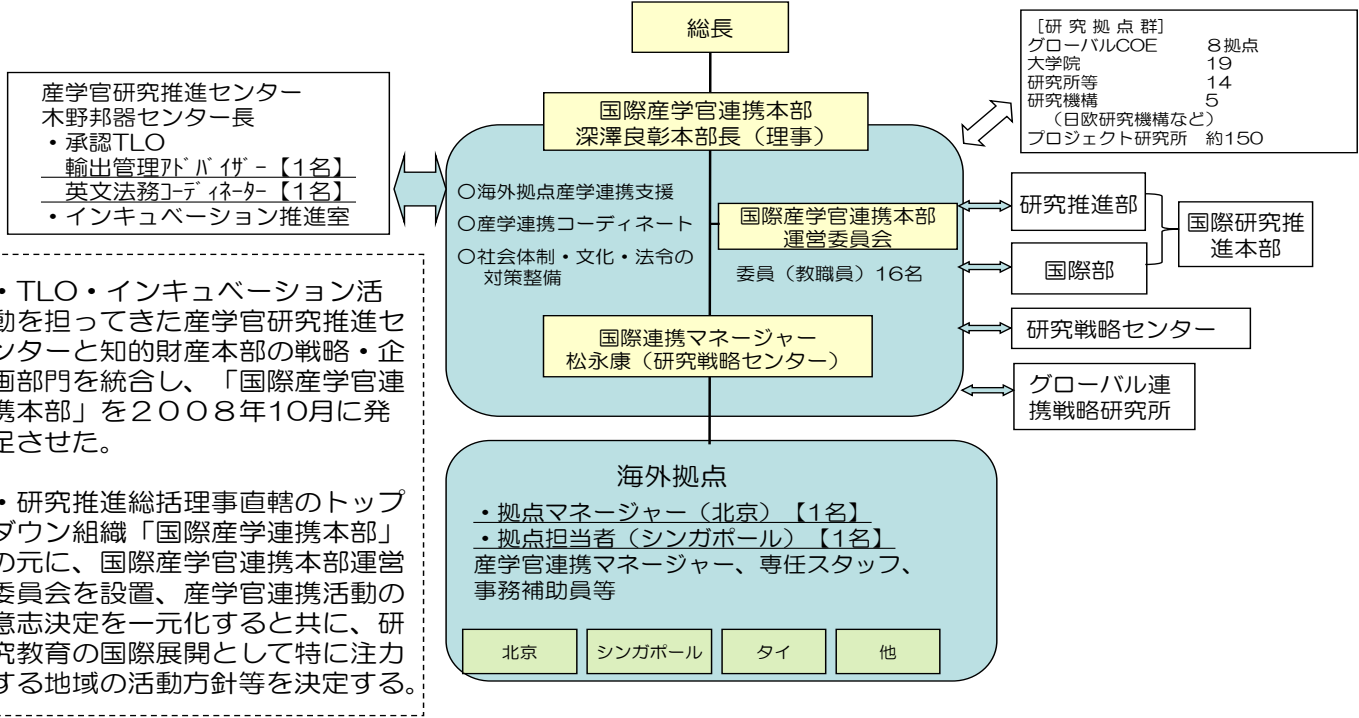 総長
[研 究 拠 点 群]
グローバルCOE 8拠点
大学院 19
研究所等 14
研究機構 5
(日欧研究機構など)
プロジェクト研究所 約150
産学官研究推進センター
木野邦器センター長
・承認TLO
輸出管理ｱﾄﾞﾊﾞｲｻﾞｰ【1名】
英文法務ｺｰﾃﾞｨﾈｰﾀｰ【1名】
・インキュベーション推進室
国際産学官連携本部
深澤良彰本部長（理事）
○海外拠点産学連携支援
○産学連携コーディネート
○社会体制・文化・法令の
対策整備
国際産学官連携本部
運営委員会
委員（教職員）16名
国際連携マネージャー
松永康（研究戦略センター）
研究推進部
国際部
国際研究推
進本部
研究戦略センター
グローバル連
携戦略研究所
・TLO・インキュベーション活
動を担ってきた産学官研究推進セ
ンターと知的財産本部の戦略・企
画部門を統合し、「国際産学官連
携本部」を２００８年10月に発
足させた。
・研究推進総括理事直轄のトップ
ダウン組織「国際産学連携本部」
の元に、国際産学官連携本部運営
委員会を設置、産学官連携活動の
意志決定を一元化すると共に、研
究教育の国際展開として特に注力
する地域の活動方針等を決定する。
海外拠点
・拠点マネージャー（北京）【1名】
・拠点担当者（シンガポール）【1名】
産学官連携マネージャー、専任スタッフ、
事務補助員等
北京
シンガポール
タイ
他